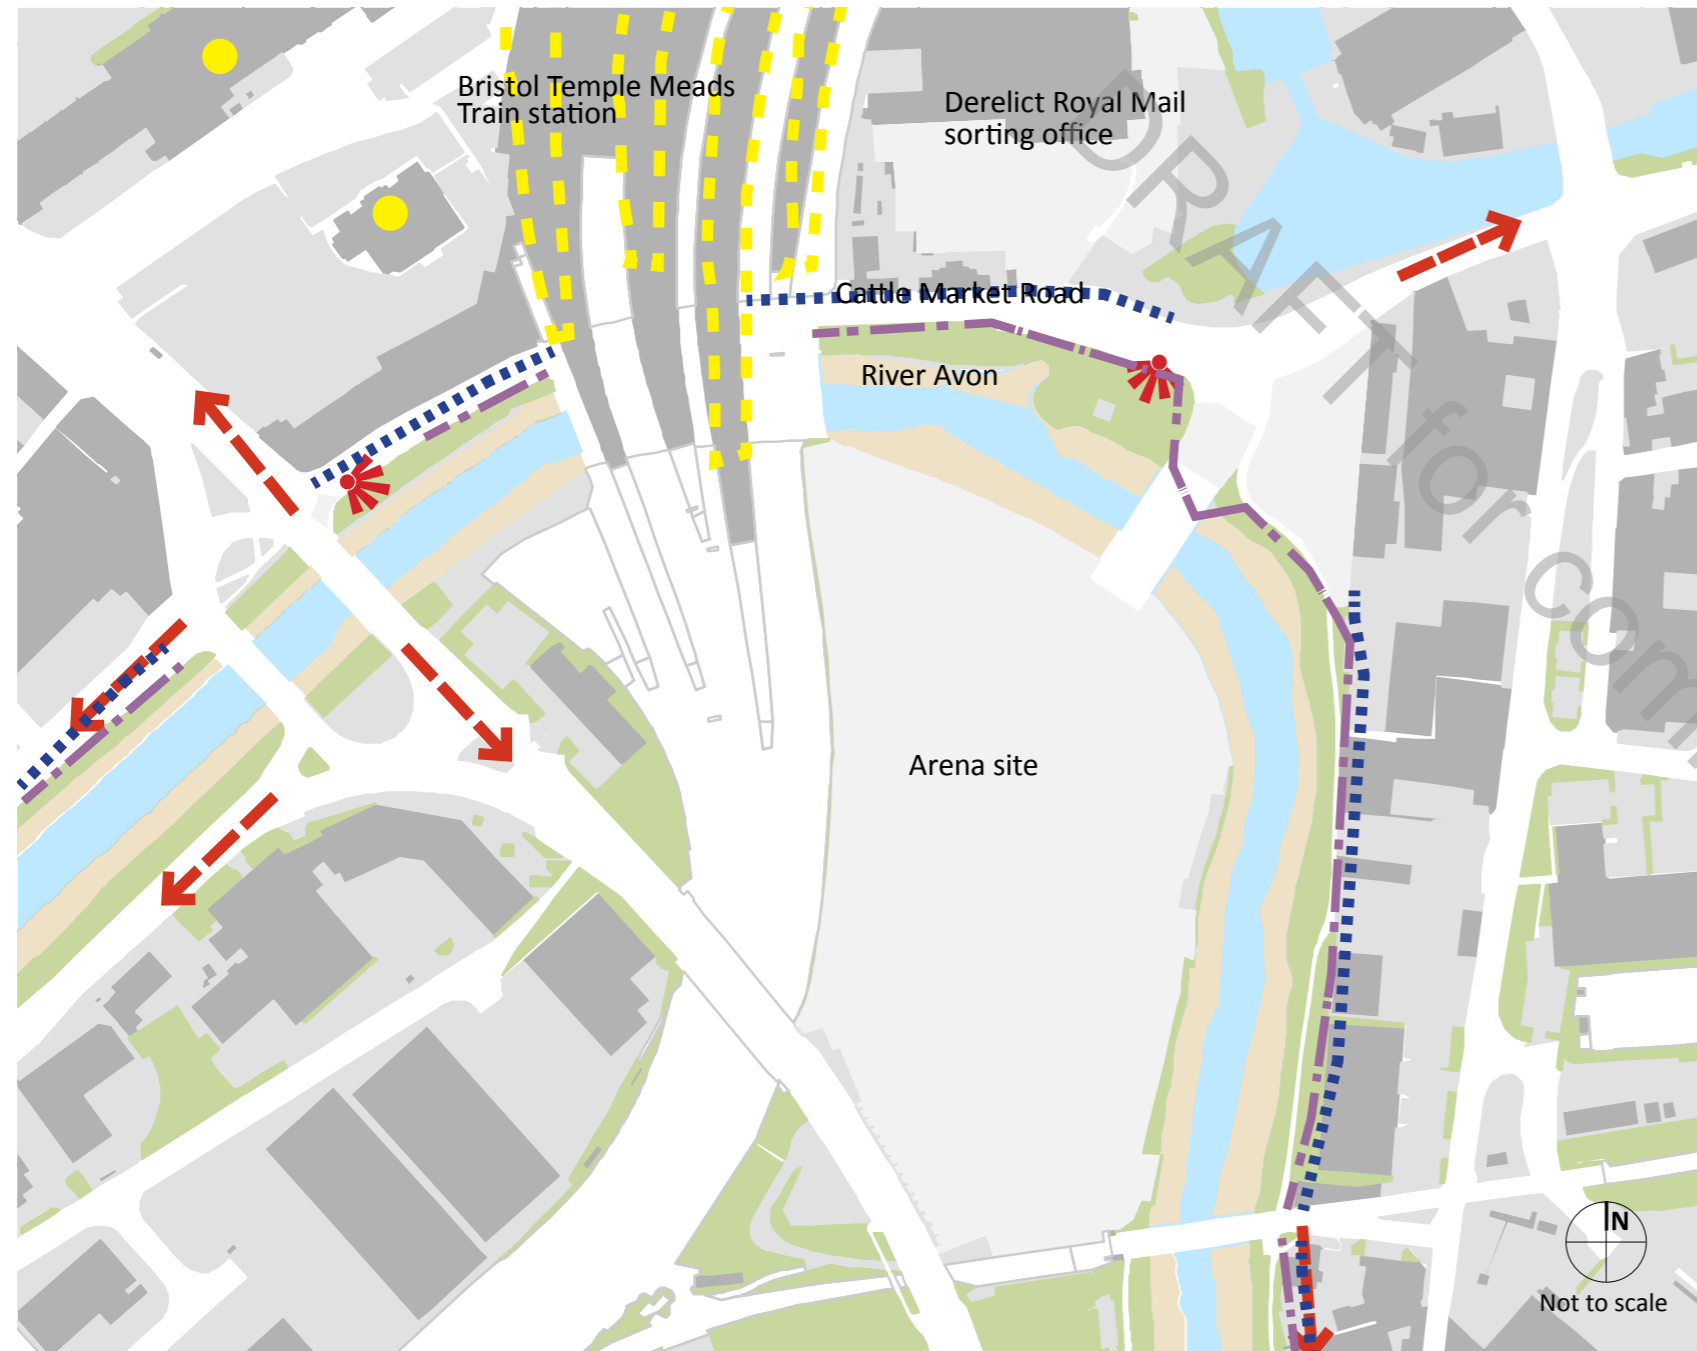 Bristol Temple Meads
Train station
Derelict Royal Mail
sorting office
Cattle Market Road
River Avon
Arena site
N
Not to scale
DRAFT for com